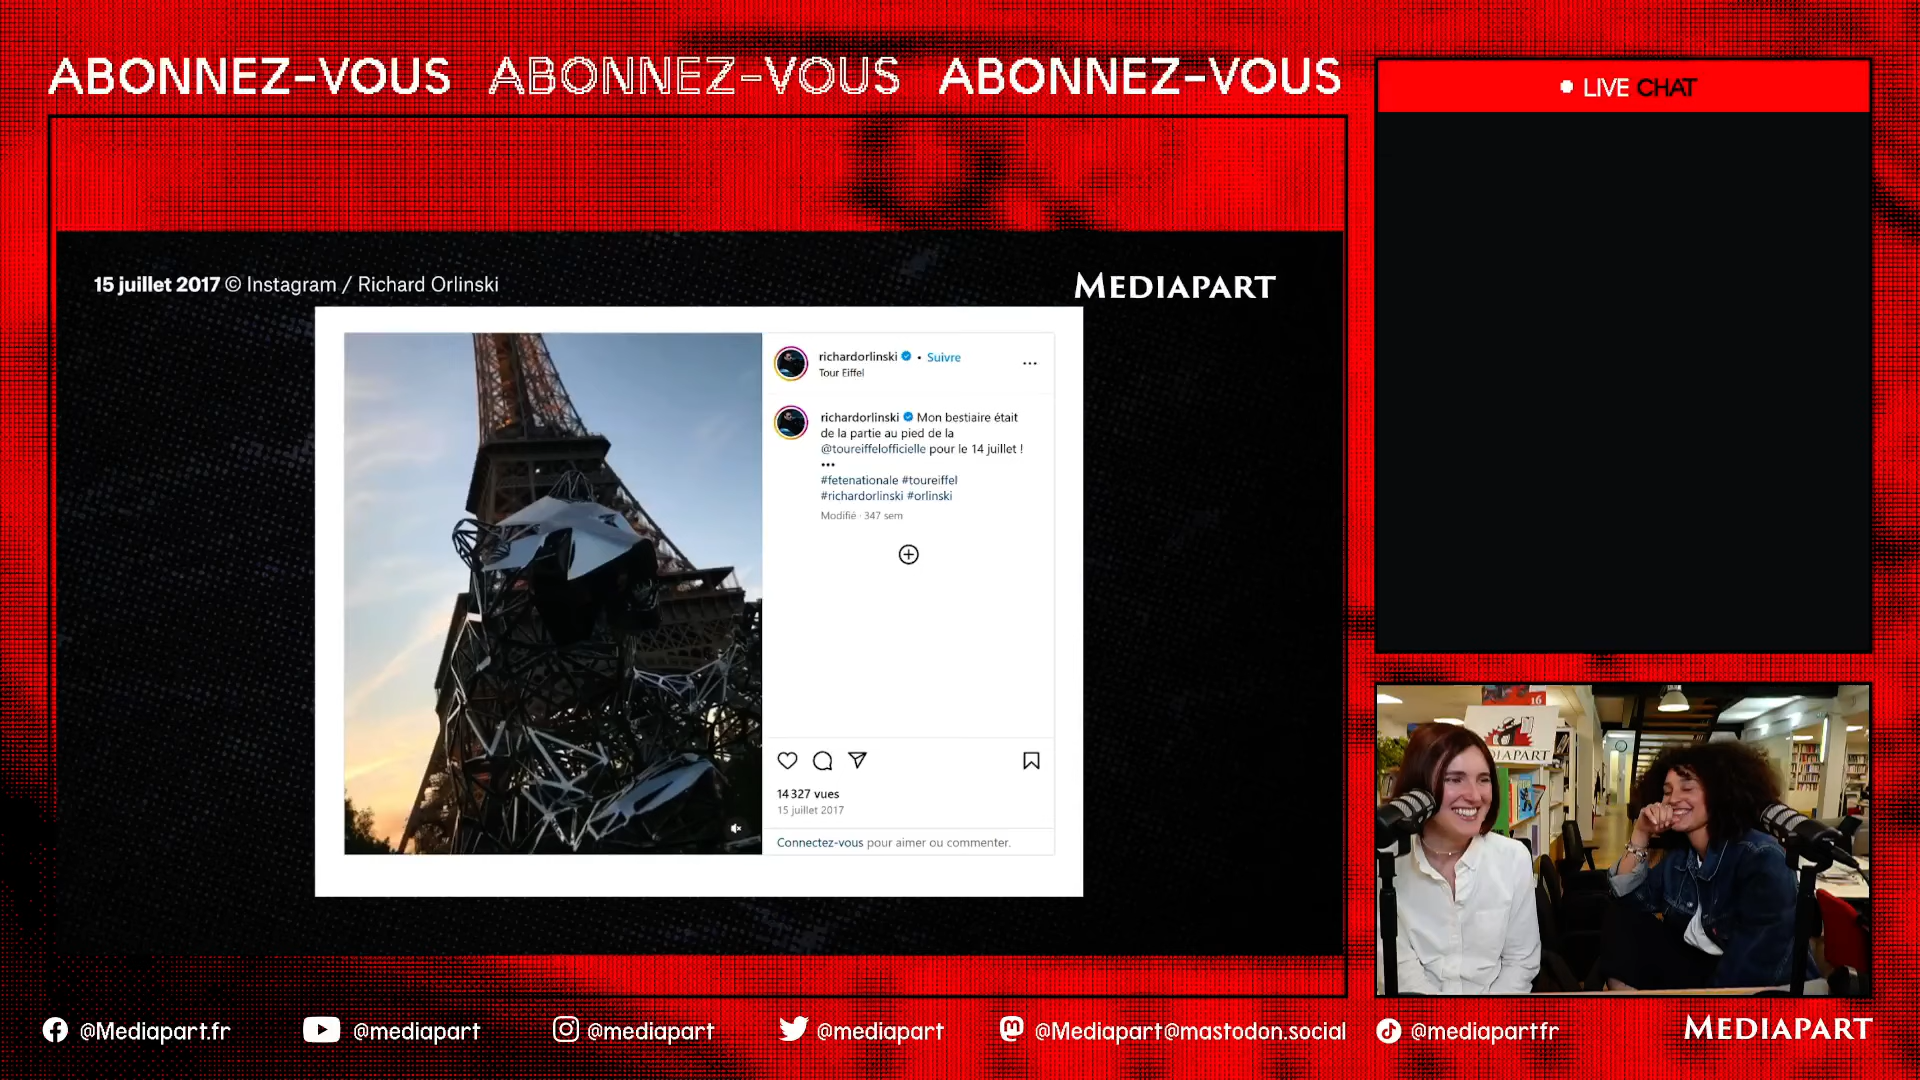 ABONNEZ-VOUS ABONNEZ-VOUS ABONNEZ-VOUS
LIVE CHAT
15 juillet 2017 © Instagram / Richard Orlinski
MEDIAPART
richardorlinski • Suivre
Tour Eiffel
richardorlinski Mon bestiaire était
de la partie au pied de la
@toureiffelofficielle pour le 14 juillet !
•••
#fetenationale #toureiffel
#richardorlinski #orlinski
Modifié · 347 sem
14 327 vues
15 juillet 2017
Connectez-vous pour aimer ou commenter.
16
DIAPART
@Mediapart.fr
@mediapart
@mediapart
@mediapart
@Mediapart@mastodon.social
@mediapartfr
MEDIAPART